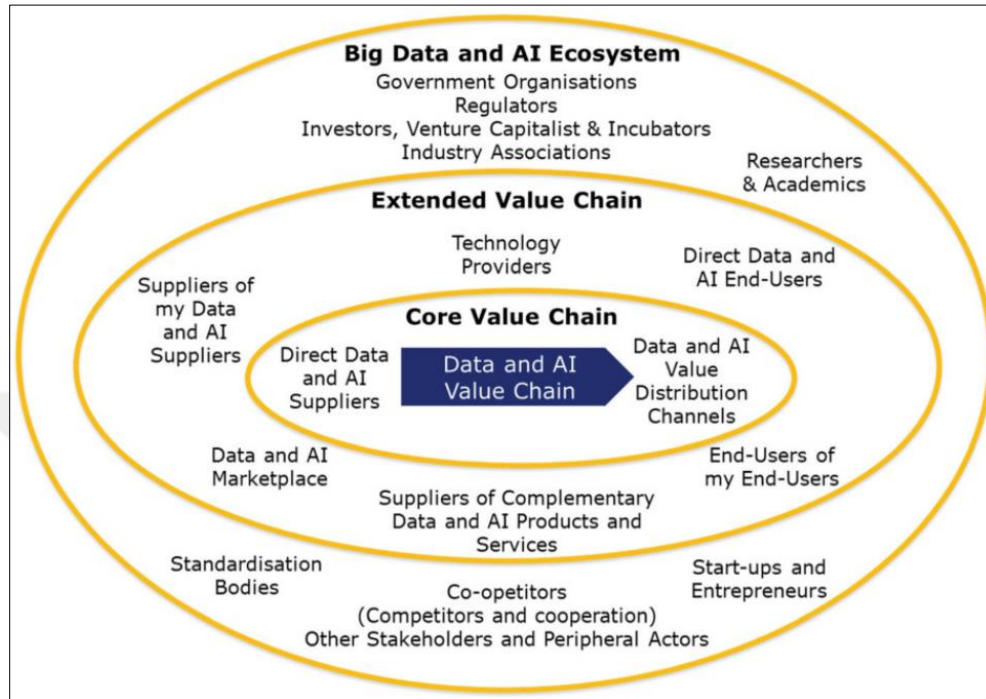 Big Data and AI Ecosystem
Government Organisations
Regulators
Investors, Venture Capitalist & Incubators
Industry Associations
Researchers
& Academics
Extended Value Chain
Technology
Providers
Direct Data and
AI End-Users
Suppliers of
my Data
and AI
Suppliers
Core Value Chain
Direct Data
and AI
Suppliers
Data and AI
Value Chain
Data and AI
Value
Distribution
Channels
Data and AI
Marketplace
End-Users of
my End-Users
Suppliers of Complementary
Data and AI Products and
Services
Standardisation
Bodies
Co-opetitors
(Competitors and cooperation)
Other Stakeholders and Peripheral Actors
Start-ups and
Entrepreneurs